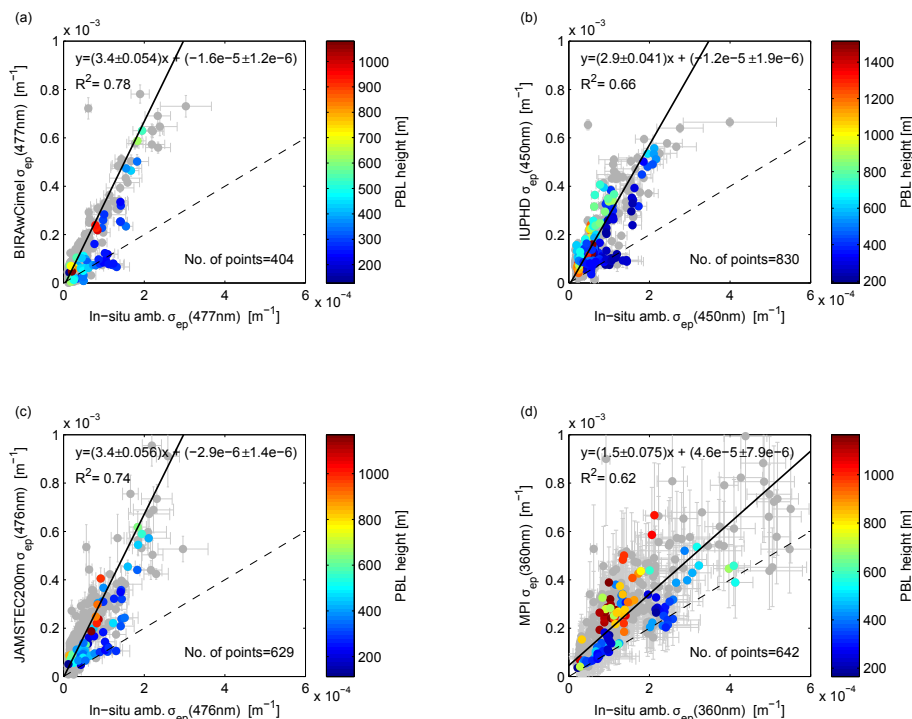 (a)
x 10⁻³
y=(3.4±0.054)x + (−1.6e−5±1.2e−6)
R²= 0.78
No. of points=404
BIRAwCimel σep(477nm) [m⁻¹]
1
0.8
0.6
0.4
0.2
0
0 2 4 6
x 10⁻⁴
In-situ amb. σep(477nm) [m⁻¹]
1000
900
800
700
600
500
400
300
200
PBL height [m]
(b)
x 10⁻³
y=(2.9±0.041)x + (−1.2e−5±1.9e−6)
R²= 0.66
No. of points=830
IUPHD σep(450nm) [m⁻¹]
1
0.8
0.6
0.4
0.2
0
0 2 4 6
x 10⁻⁴
In-situ amb. σep(450nm) [m⁻¹]
1400
1200
1000
800
600
400
200
PBL height [m]
(c)
x 10⁻³
y=(3.4±0.056)x + (−2.9e−6±1.4e−6)
R²= 0.74
No. of points=629
JAMSTEC200m σep(476nm) [m⁻¹]
1
0.8
0.6
0.4
0.2
0
0 2 4 6
x 10⁻⁴
In-situ amb. σep(476nm) [m⁻¹]
1000
800
600
400
200
PBL height [m]
(d)
x 10⁻³
y=(1.5±0.075)x + (4.6e−5±7.9e−6)
R²= 0.62
No. of points=642
MPI σep(360nm) [m⁻¹]
1
0.8
0.6
0.4
0.2
0
0 2 4 6
x 10⁻⁴
In-situ amb. σep(360nm) [m⁻¹]
1000
800
600
400
200
PBL height [m]